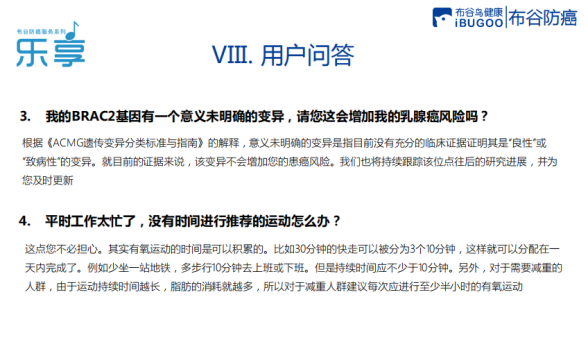 布谷防癌服务系列
乐享
布谷鸟健康
iBUGOO
布谷防癌
VIII. 用户问答
3. 我的BRAC2基因有一个意义未明确的变异，请您这会增加我的乳腺癌风险吗？
根据《ACMG遗传变异分类标准与指南》的解释，意义未明确的变异是指目前没有充分的临床证据证明其是“良性”或
“致病性”的变异。就目前的证据来说，该变异不会增加您的患癌风险。我们也将持续跟踪该位点往后的研究进展，并为
您及时更新
4. 平时工作太忙了，没有时间进行推荐的运动怎么办？
这点您不必担心。其实有氧运动的时间是可以积累的。比如30分钟的快走可以被分为3个10分钟，这样就可以分配在一
天内完成了。例如少坐一站地铁，多步行10分钟去上班或下班。但是持续时间应不少于10分钟。另外，对于需要减重的
人群，由于运动持续时间越长，脂肪的消耗就越多，所以对于减重人群建议每次应进行至少半小时的有氧运动